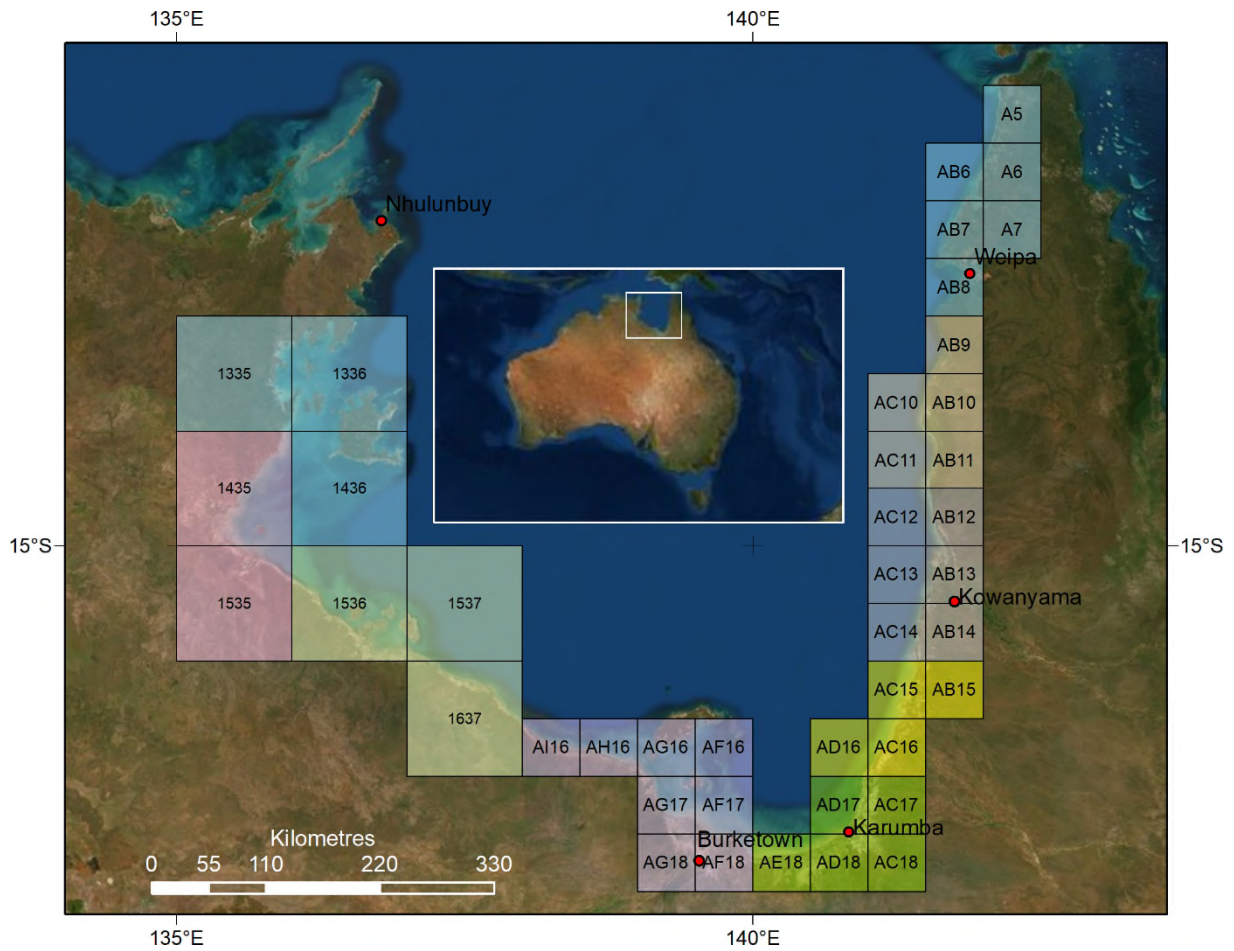 135°E 140°E
A5
AB6 A6
Nhulunbuy
AB7 A7
Weipa
AB8
AB9
1335 1336
AC10 AB10
AC11 AB11
1435 1436
AC12 AB12
15°S 15°S
AC13 AB13
Kowanyama
1535 1536 1537
AC14 AB14
AC15 AB15
1637
AI16 AH16 AG16 AF16 AD16 AC16
AG17 AF17 AD17 AC17
Karumba
Kilometres
Burketown
0 55 110 220 330
AG18 AF18 AE18 AD18 AC18
135°E 140°E